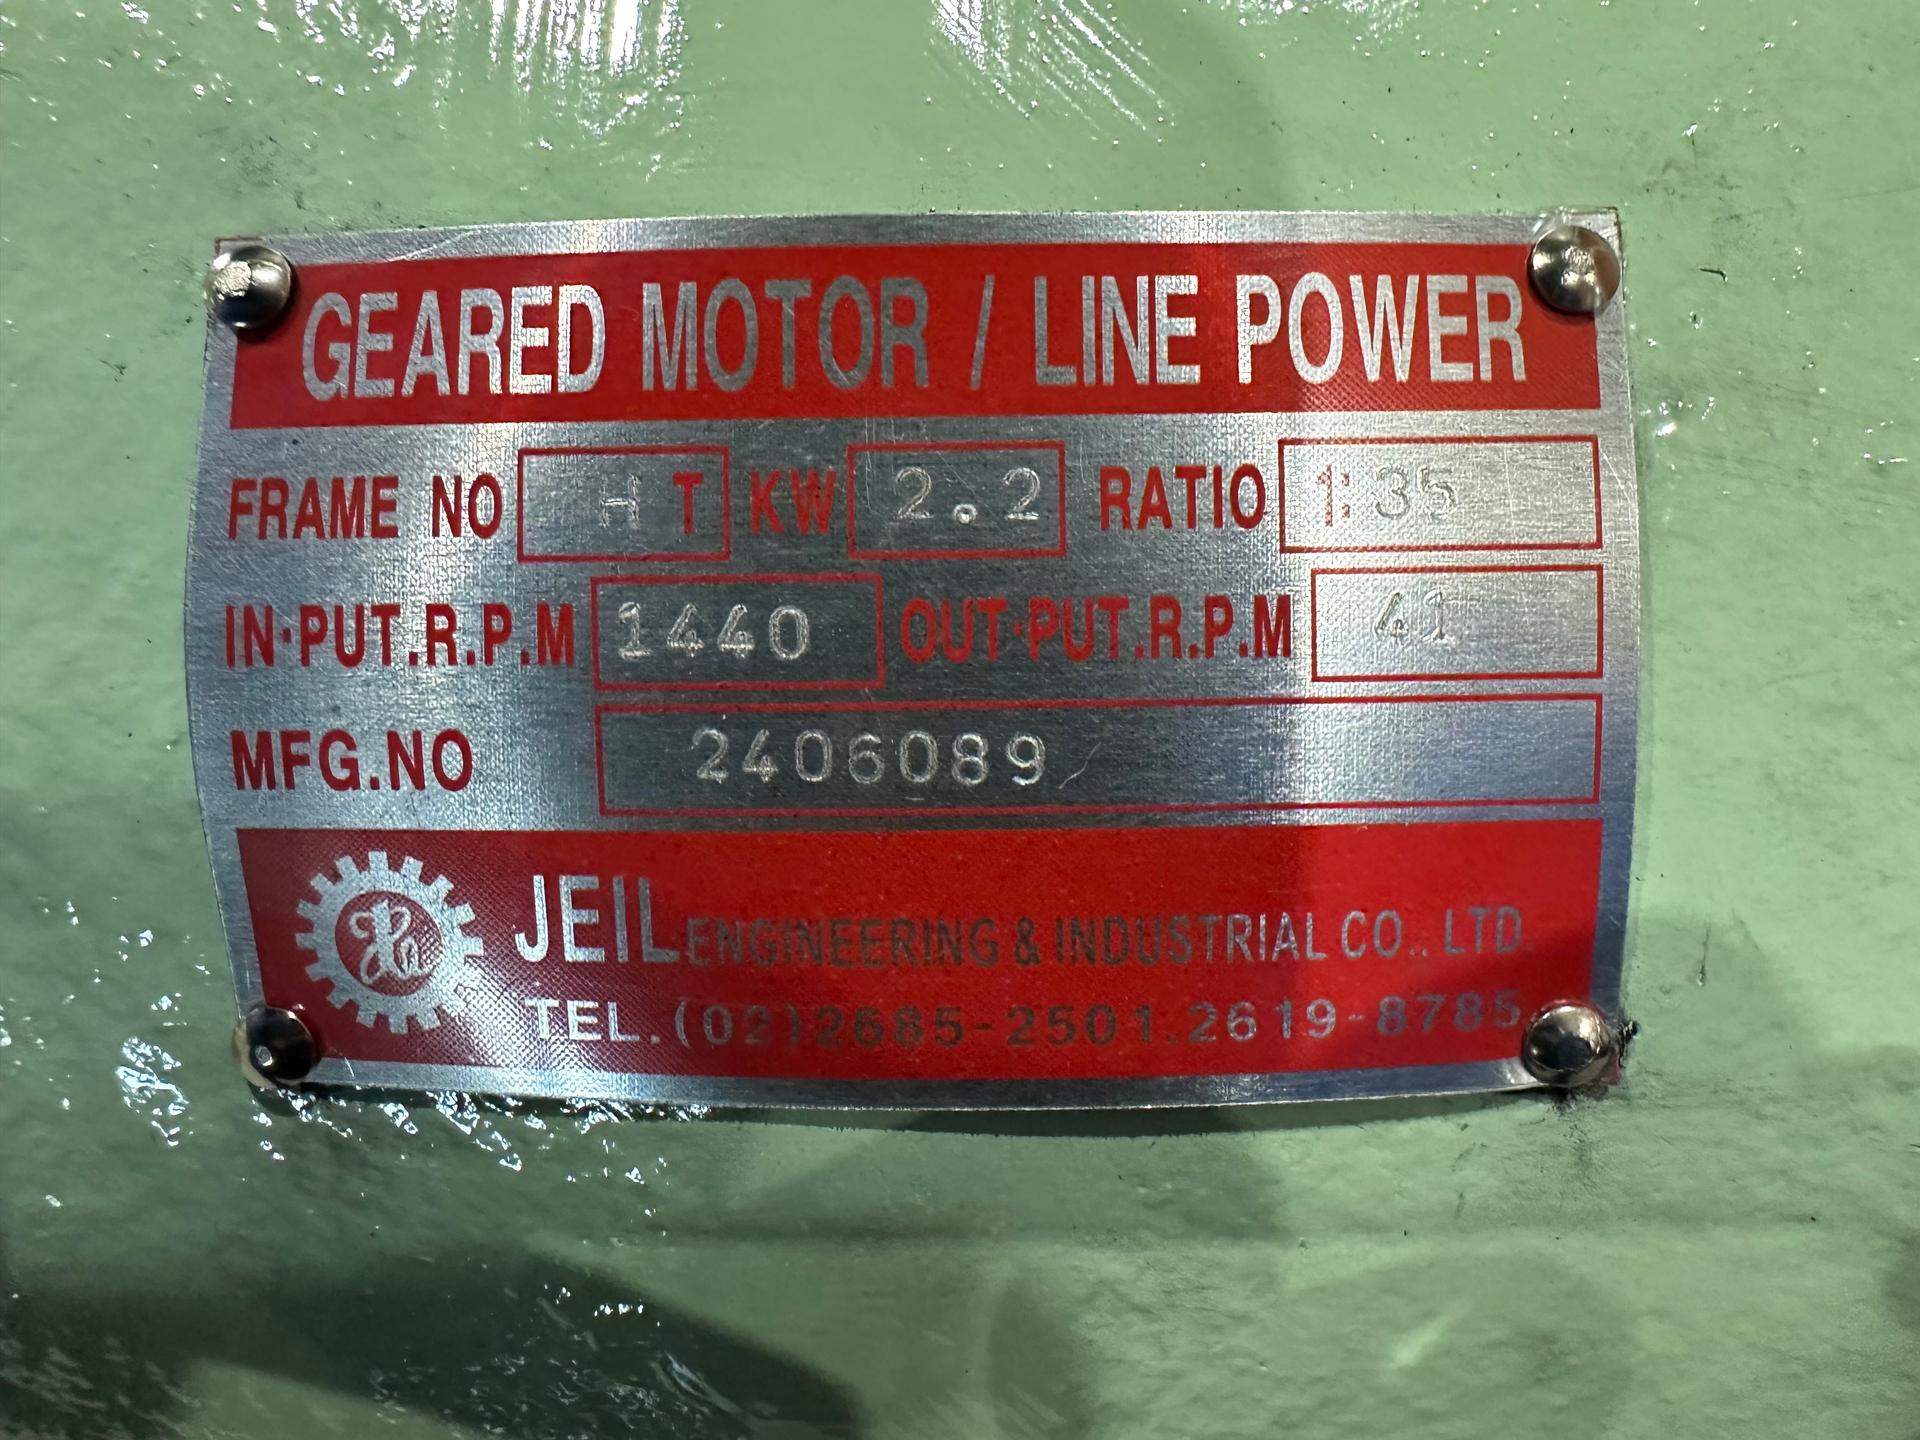 GEARED MOTOR / LINE POWER
FRAME NO H T KW 2.2 RATIO 1:35
IN·PUT.R.P.M 1440 OUT·PUT.R.P.M 41
MFG.NO 2406089
JEIL ENGINEERING & INDUSTRIAL CO., LTD.
TEL.(02)2685-2501.2619-8785